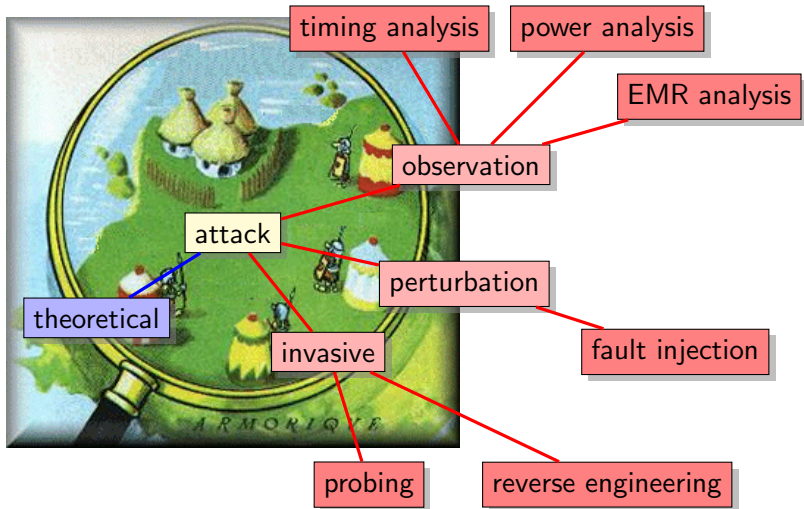 timing analysis
power analysis
EMR analysis
observation
attack
perturbation
theoretical
invasive
fault injection
ARMORIQUE
probing
reverse engineering